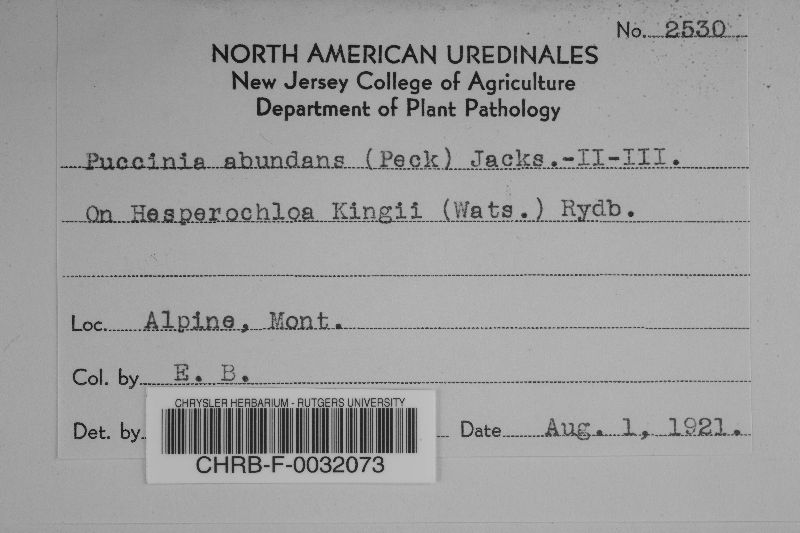 No. 2530
NORTH AMERICAN UREDINALES
New Jersey College of Agriculture
Department of Plant Pathology
Puccinia abundans (Peck) Jacks.-II-III.
On Hesperochloa Kingii (Wats.) Rydb.
Loc. Alpine, Mont.
Col. by E. B.
CHRYSLER HERBARIUM - RUTGERS UNIVERSITY
Det. by
Date Aug. 1, 1921.
CHRB-F-0032073